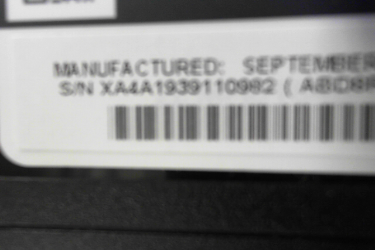 MANUFACTURED: SEPTEMBER
S/N XA4A1939110982 (